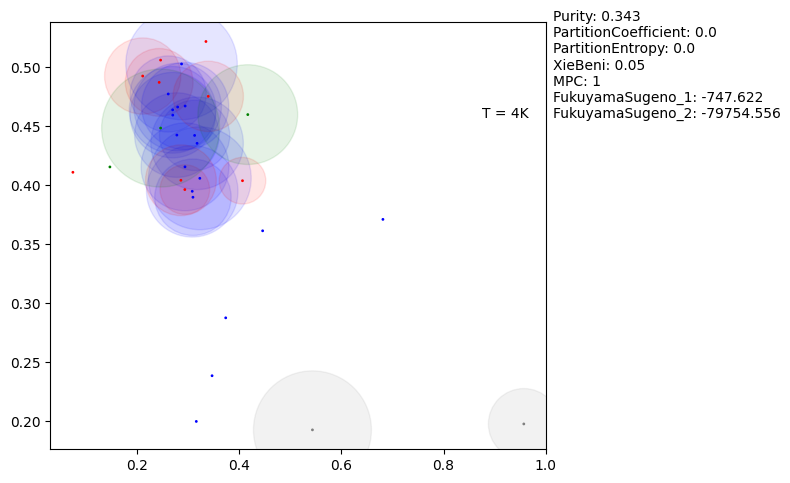 Purity: 0.343
PartitionCoefficient: 0.0
PartitionEntropy: 0.0
XieBeni: 0.05
MPC: 1
FukuyamaSugeno_1: -747.622
FukuyamaSugeno_2: -79754.556
T = 4K
0.50
0.45
0.40
0.35
0.30
0.25
0.20
0.2
0.4
0.6
0.8
1.0